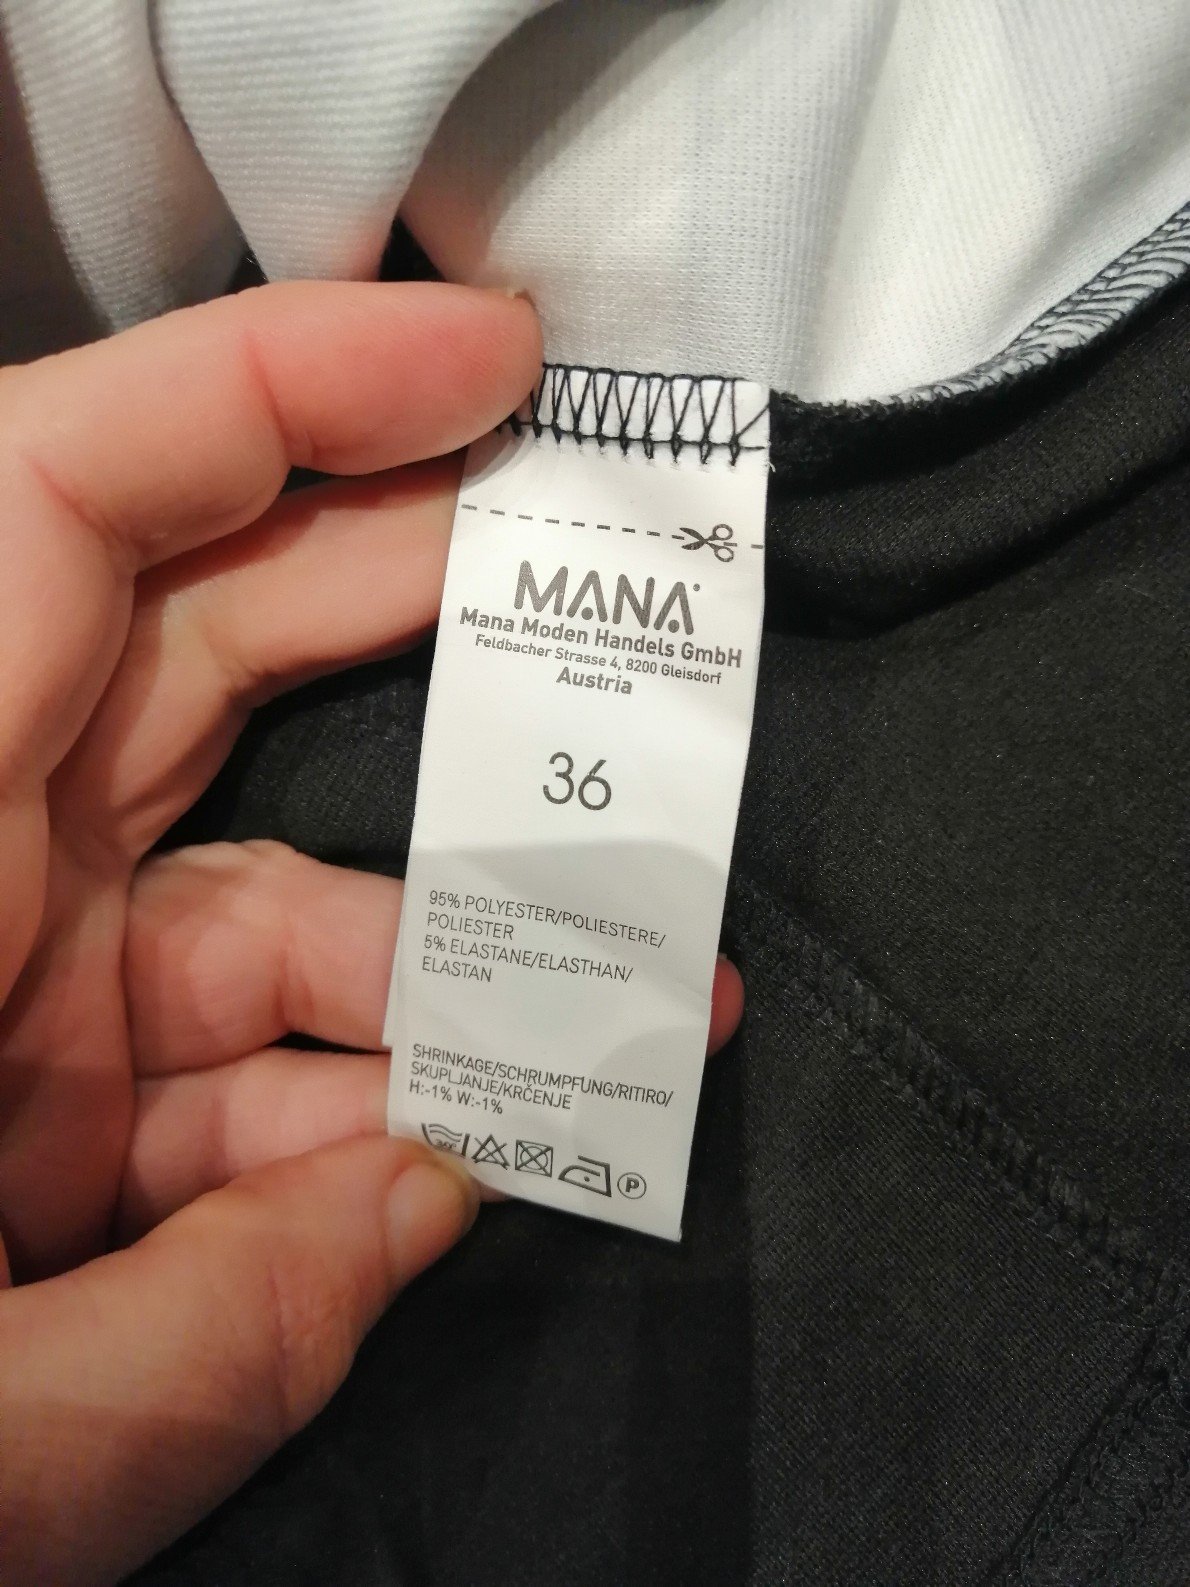 MANA
Mana Moden Handels GmbH
Feldbacher Strasse 4, 8200 Gleisdorf
Austria
36
95% POLYESTER/POLIESTERE/
POLIESTER
5% ELASTANE/ELASTHAN/
ELASTAN
SHRINKAGE/SCHRUMPFUNG/RITIRO/
SKUPLJANJE/KRČENJE
H:-1% W:-1%
30°
P